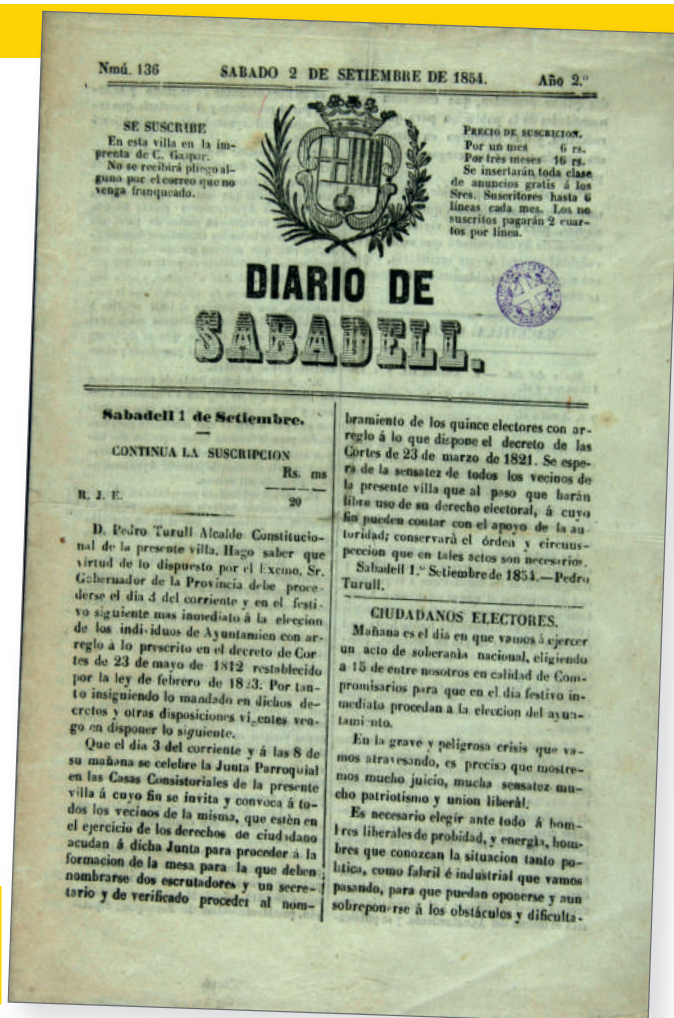 Nmú. 136
SABADO 2 DE SETIEMBRE DE 1854.
Año 2.º
SE SUSCRIBE
En esta villa en la im-
prenta de C. Gaspar.
No se recibirá pliego al-
guno por el correo que no
venga franqueado.
PRECIO DE SUSCRICION.
Por un mes 6 rs.
Por tres meses 16 rs.
Se insertarán toda clase
de anuncios gratis á los
Sres. Suscritores hasta 6
líneas cada mes. Los no
suscritos pagarán 2 cuar-
tos por línea.
DIARIO DE
SABADELL.
Sabadell 1 de Setiembre.
CONTINUA LA SUSCRIPCION
Rs. ms
R. J. E. 20
D. Pedro Turull Alcalde Constitucio-
nal de la presente villa. Hago saber que
virtud de lo dispuesto por el Excmo. Sr.
Gobernador de la Provincia debe proce-
derse el dia 3 del corriente y en el festi-
vo siguiente mas inmediato á la eleccion
de los individuos de Ayuntamien con ar-
reglo á lo prescrito en el decreto de Cor-
tes de 23 de mayo de 1812 restablecido
por la ley de febrero de 1823. Por tan-
to insiguiendo lo mandado en dichos de-
cretos y otras disposiciones vigentes ven-
go en disponer lo siguiente.
Que el dia 3 del corriente y á las 8 de
su mañana se celebre la Junta Parroquial
en las Casas Consistoriales de la presente
villa á cuyo fin se invita y convoca á to-
dos los vecinos de la misma, que estèn en
el ejercicio de los derechos de ciudadano
acudan á dicha Junta para proceder á la
formacion de la mesa para la que deben
nombrarse dos escrutadores y un secre-
tario y de verificado proceder al nom-
bramiento de los quince electores con ar-
reglo á lo que dispone el decreto de las
Cortes de 23 de marzo de 1821. Se espe-
ra de la sensatez de todos los vecinos de
la presente villa que al paso que harán
libre uso de su derecho electoral, á cuyo
fin pueden contar con el apoyo de la au-
toridad; conservará el órden y circuns-
peccion que en tales actos son necesarios.
Sabadell 1.º Setiembre de 1854.—Pedro
Turull.
CIUDADANOS ELECTORES.
Mañana es el dia en que vamos à ejercer
un acto de soberanía nacional, eligiendo
a 15 de entre nosotros en calidad de Com-
promisarios para que en el dia festivo in-
mediato procedan a la eleccion del ayun-
tamiento.
En la grave y peligrosa crisis que va-
mos atravesando, es preciso que mostre-
mos mucho juicio, mucha sensatez mu-
cho patriotismo y union liberal.
Es necesario elegir ante todo á hom-
bres liberales de probidad, y energía, hom-
bres que conozcan la situacion tanto po-
lítica, como fabril é industrial que vamos
pasando, para que puedan oponerse y aun
sobreponerse á los obstáculos y dificulta-